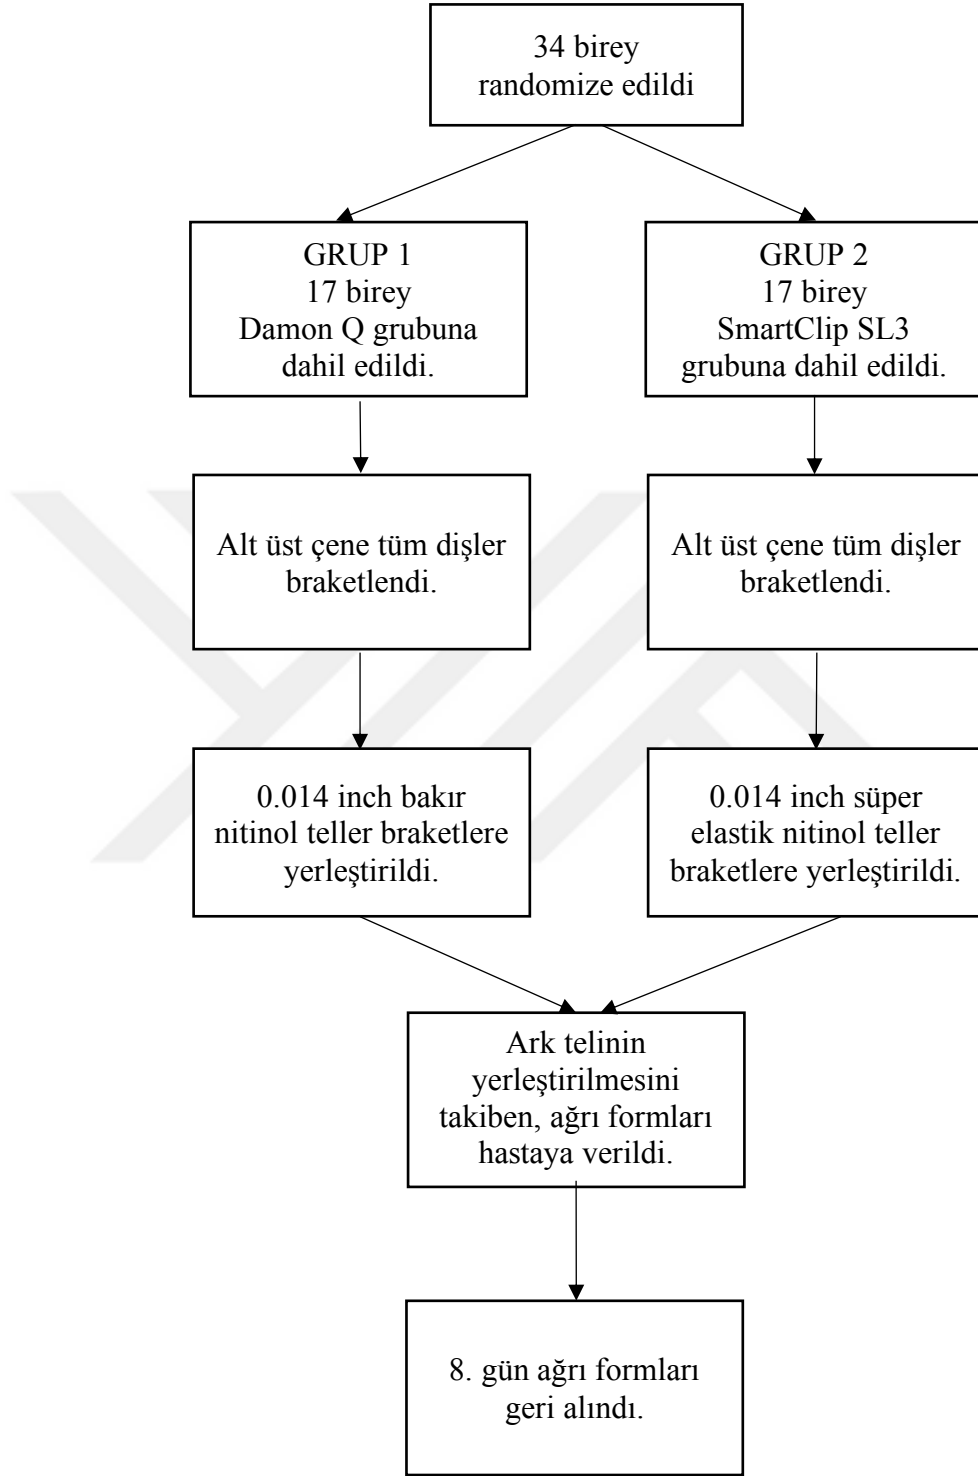 34 birey
randomize edildi
GRUP 1
17 birey
Damon Q grubuna
dahil edildi.
GRUP 2
17 birey
SmartClip SL3
grubuna dahil edildi.
Alt üst çene tüm dişler
braketlendi.
Alt üst çene tüm dişler
braketlendi.
0.014 inch bakır
nitinol teller braketlere
yerleştirildi.
0.014 inch süper
elastik nitinol teller
braketlere yerleştirildi.
Ark telinin
yerleştirilmesini
takiben, ağrı formları
hastaya verildi.
8. gün ağrı formları
geri alındı.